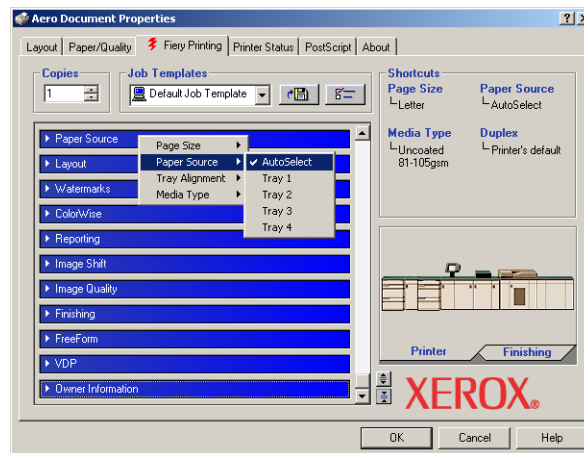 Aero Document Properties
Layout Paper/Quality Fiery Printing Printer Status PostScript About
Copies
1
Job Templates
Default Job Template
Shortcuts
Page Size
Letter
Paper Source
AutoSelect
Media Type
Uncoated
81-105gsm
Duplex
Printer's default
Paper Source
Layout
Watermarks
ColorWise
Reporting
Image Shift
Image Quality
Finishing
FreeForm
VDP
Owner Information
Page Size
Paper Source
Tray Alignment
Media Type
AutoSelect
Tray 1
Tray 2
Tray 3
Tray 4
Printer Finishing
XEROX®
OK Cancel Help